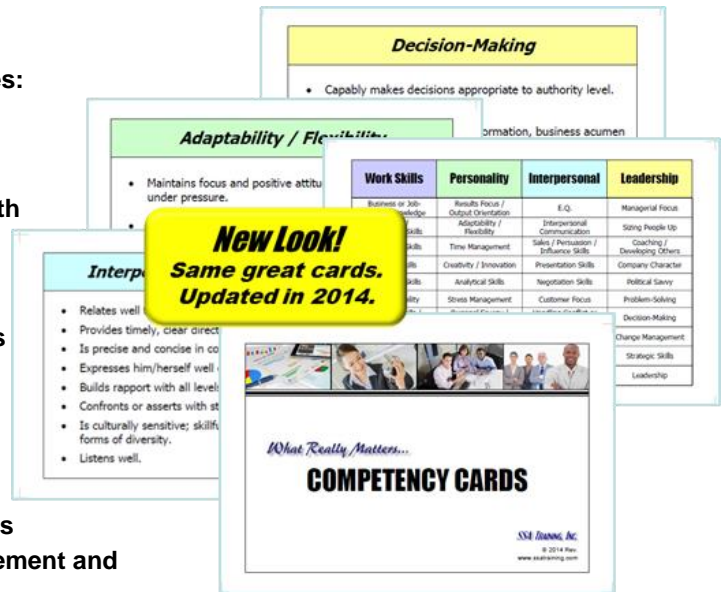 es:
th
s
s
ement and
Decision-Making
• Capably makes decisions appropriate to authority level.
ormation, business acumen
Adaptability / Flexibility
• Maintains focus and positive attitu
under pressure.
Work Skills Personality Interpersonal Leadership
Business or Job- Results Focus / Output Orientation E.Q. Managerial Focus
Skills Adaptability / Flexibility Interpersonal Communication Sizing People Up
Skills Time Management Sales / Persuasion / Influence Skills Coaching / Developing Others
Creativity / Innovation Presentation Skills Company Character
Skills Analytical Skills Negotiation Skills Political Savvy
Stress Management Customer Focus Problem-Solving
Decision-Making
Change Management
Strategic Skills
Leadership
New Look!
Same great cards.
Updated in 2014.
Interp
• Relates well
• Provides timely, clear direct
• Is precise and concise in co
• Expresses him/herself well
• Builds rapport with all levels
• Confronts or asserts with st
• Is culturally sensitive; skillfu
forms of diversity.
• Listens well.
What Really Matters...
COMPETENCY CARDS
SSA Training, Inc.
© 2014 Rev.
www.ssatraining.com